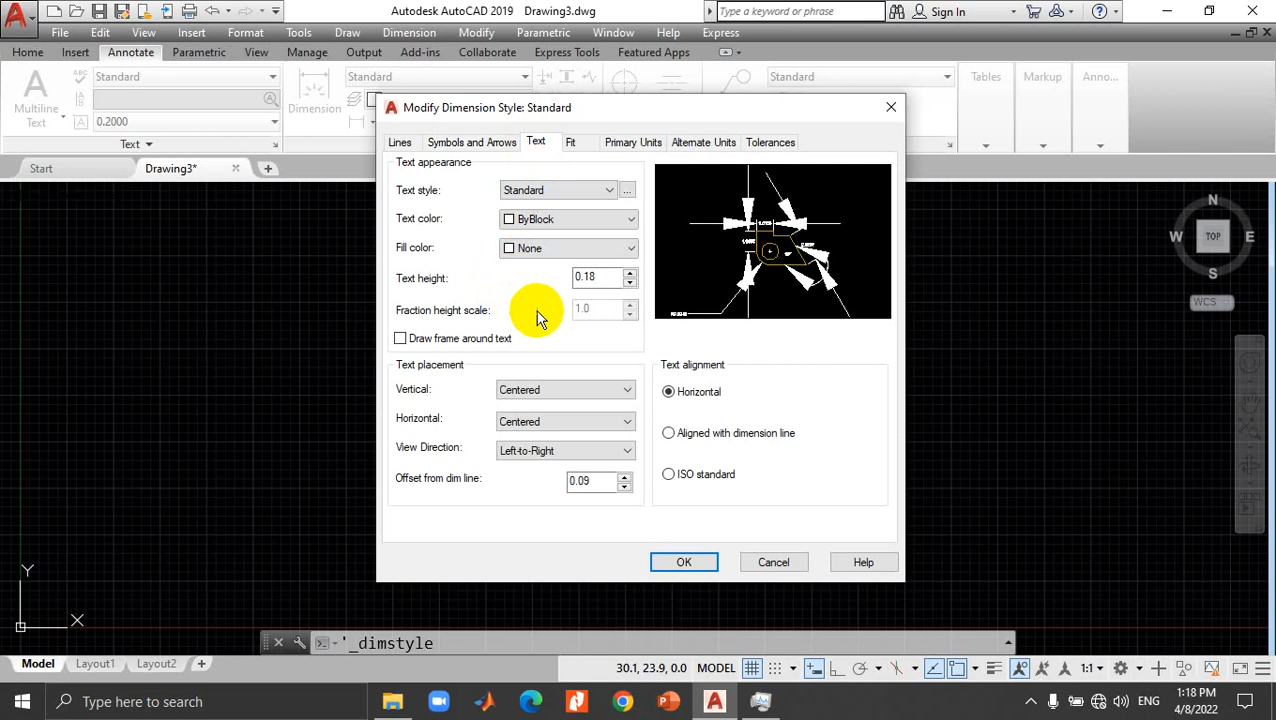 Autodesk AutoCAD 2019 Drawing3.dwg
Type a keyword or phrase
Sign In
File Edit View Insert Format Tools Draw Dimension Modify Parametric Window Help Express
Home Insert Annotate Parametric View Manage Output Add-ins Collaborate Express Tools Featured Apps
Standard Standard Standard
Multiline Text
Dimension
Tables Markup Anno...
0.2000
Text
Start Drawing3*
Modify Dimension Style: Standard
Lines Symbols and Arrows Text Fit Primary Units Alternate Units Tolerances
Text appearance
Text style: Standard ...
Text color: ByBlock
Fill color: None
Text height: 0.18
Fraction height scale: 1.0
Draw frame around text
Text placement
Vertical: Centered
Horizontal: Centered
View Direction: Left-to-Right
Offset from dim line: 0.09
Text alignment
Horizontal
Aligned with dimension line
ISO standard
OK Cancel Help
N
W TOP E
S
WCS
Y
X
'_dimstyle
Model Layout1 Layout2
30.1, 23.9, 0.0 MODEL 1:1
Type here to search
ENG
1:18 PM
4/8/2022